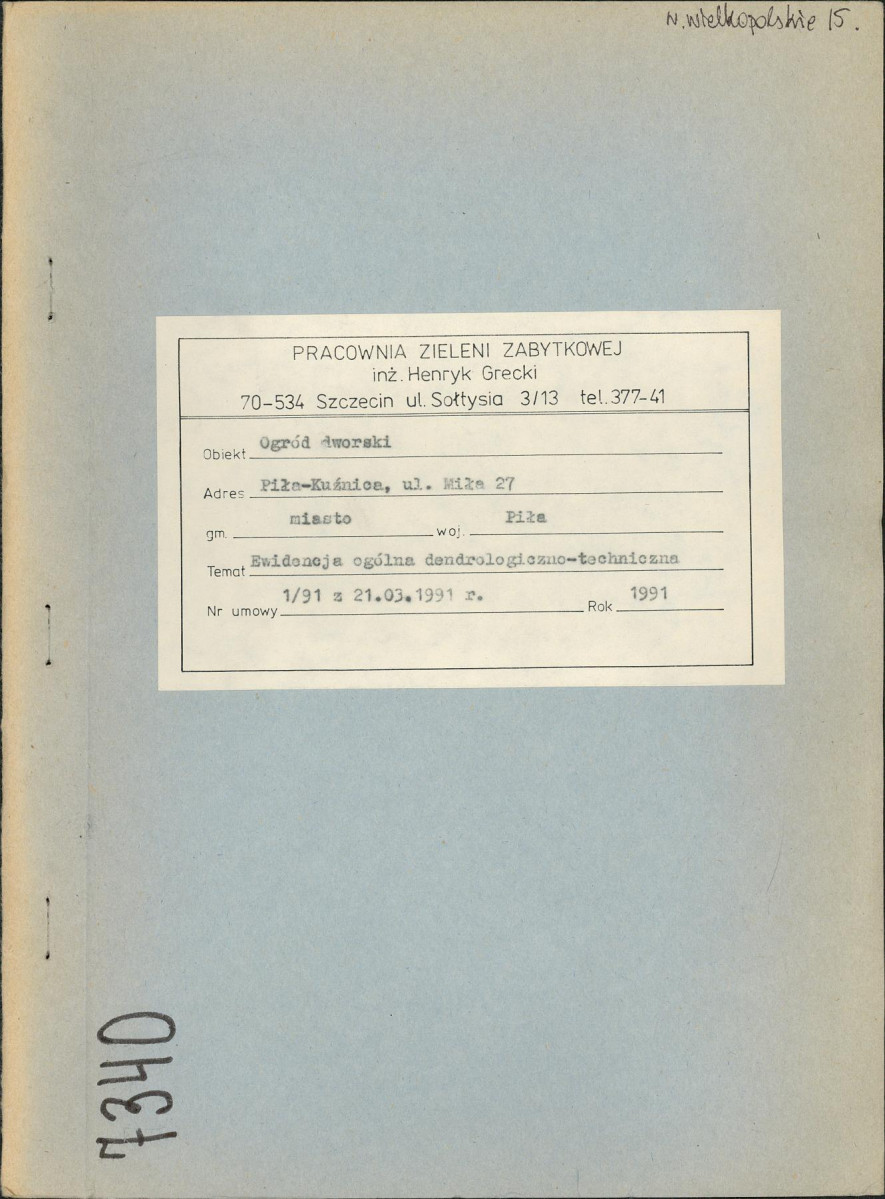 w. wielkopolskie 15.
PRACOWNIA ZIELENI ZABYTKOWEJ
inż. Henryk Grecki
70-534 Szczecin ul. Sołtysia 3/13 tel. 377-41
Obiekt Ogród dworski
Adres Piła-Kuźnica, ul. Miła 27
gm. miasto woj. Piła
Temat Ewidencja ogólna dendrologiczno-techniczna
Nr umowy 1/91 z 21.03.1991 r. Rok 1991
7340